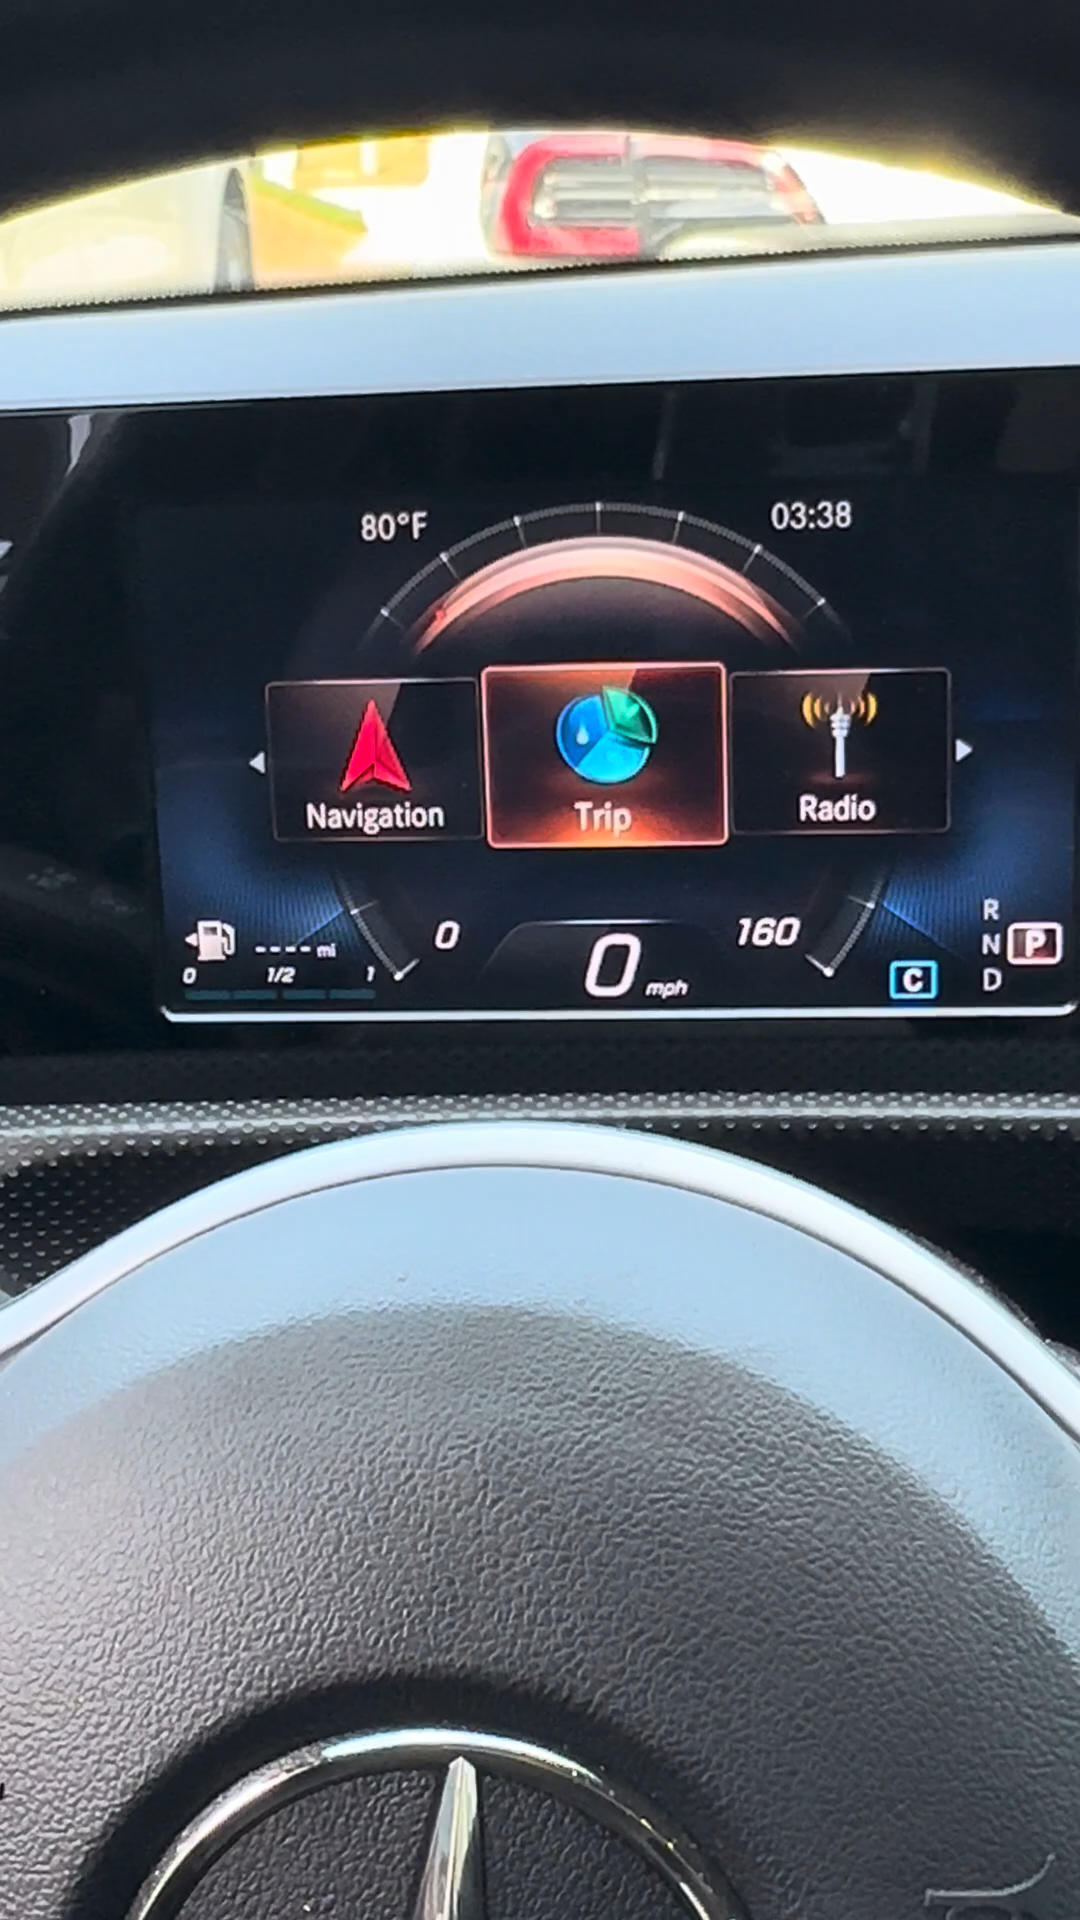 80°F
03:38
Navigation
Trip
Radio
0
160
---- mi
0 1/2 1
0 mph
C
R
N
P
D